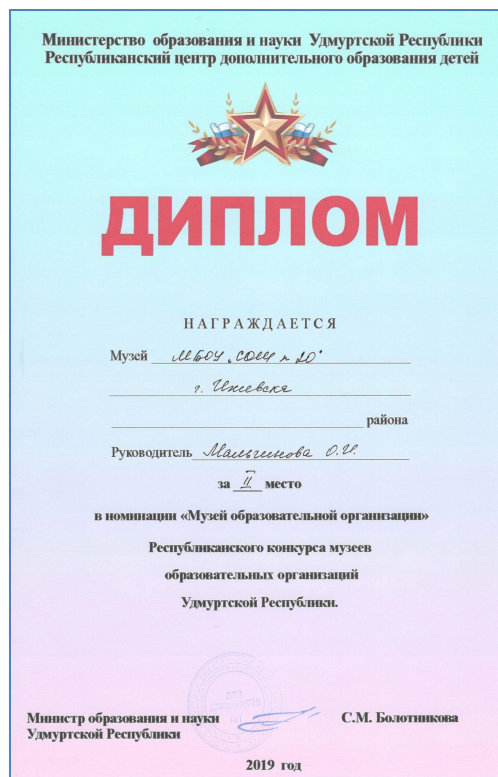 Министерство образования и науки Удмуртской Республики
Республиканский центр дополнительного образования детей
ДИПЛОМ
НАГРАЖДАЕТСЯ
Музей МБОУ „СОШ № 20"
г. Ижевска
района
Руководитель Мальгинова О.И.
за II место
в номинации «Музей образовательной организации»
Республиканского конкурса музеев
образовательных организаций
Удмуртской Республики.
ДЛЯ
ДОКУМЕНТОВ
Министр образования и науки
Удмуртской Республики
С.М. Болотникова
2019 год